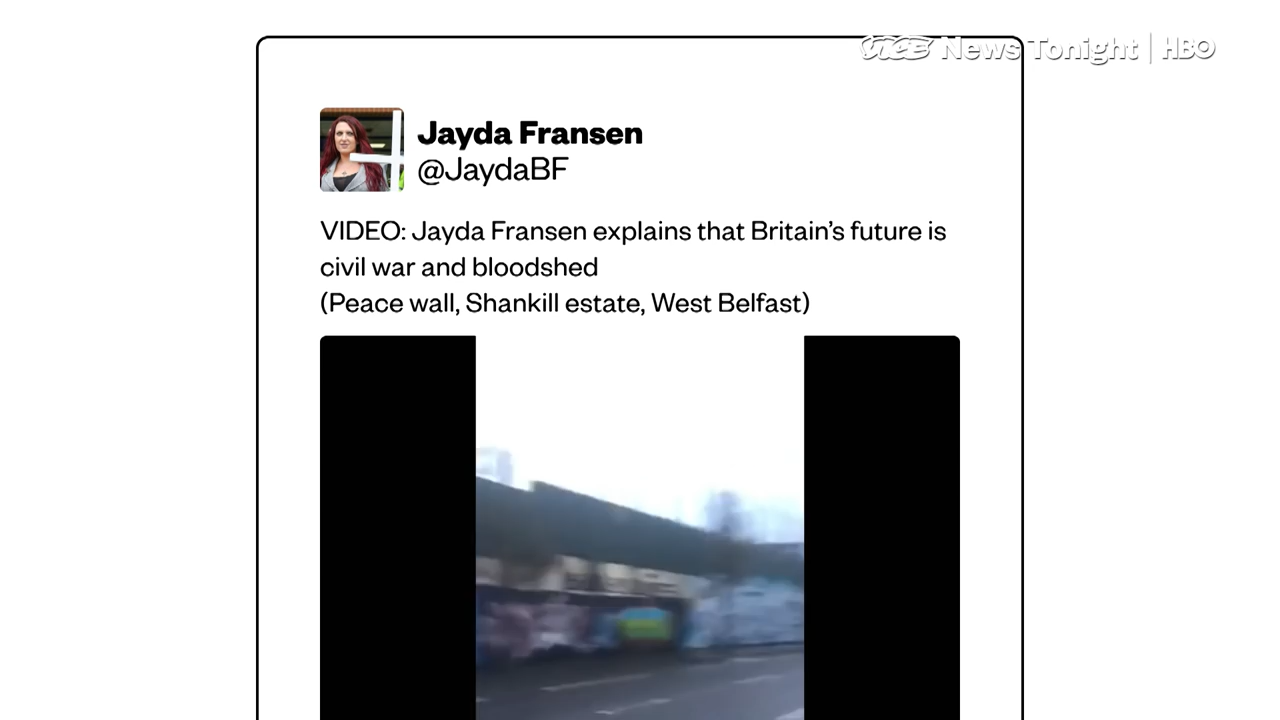 VICE News Tonight | HBO
Jayda Fransen
@JaydaBF
VIDEO: Jayda Fransen explains that Britain's future is
civil war and bloodshed
(Peace wall, Shankill estate, West Belfast)